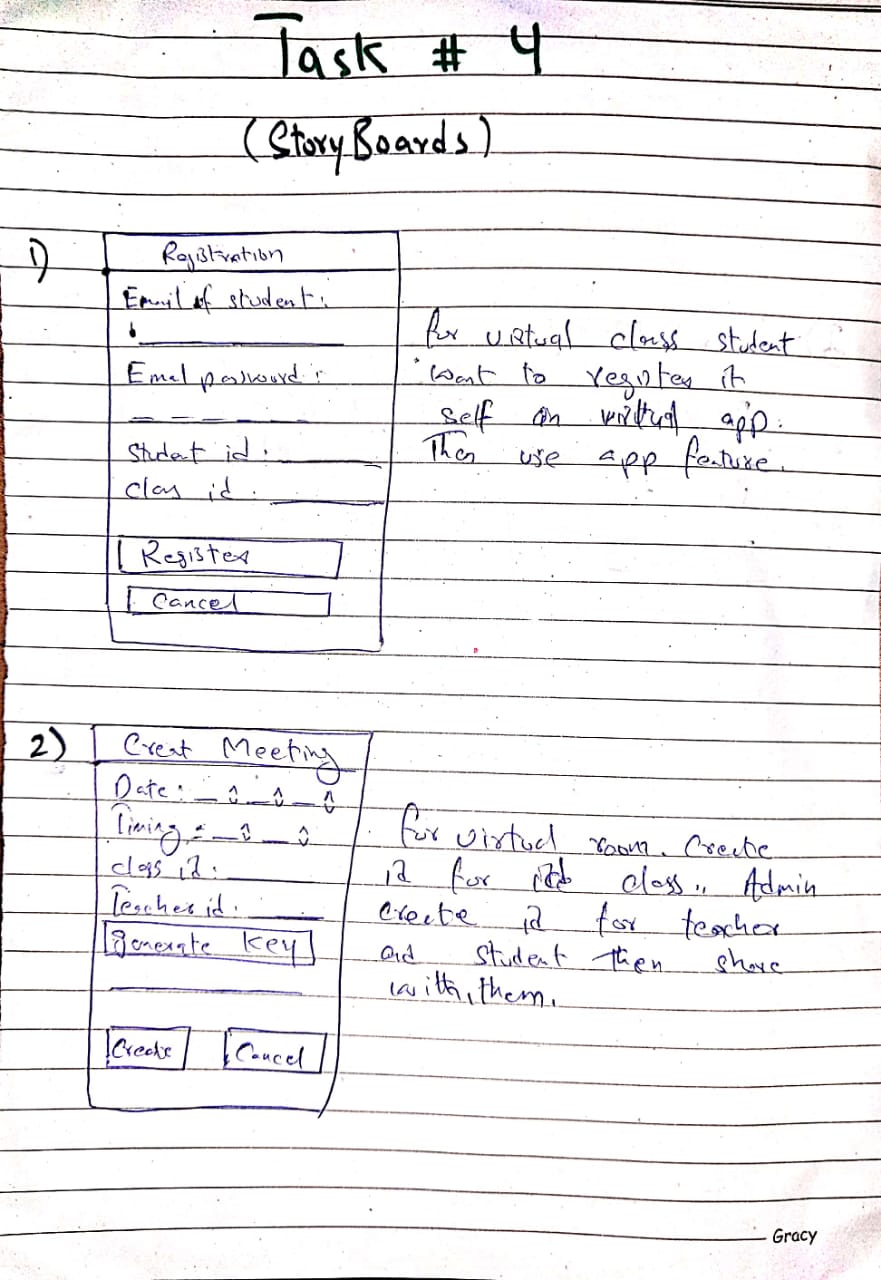 Task # 4
(Story Boards)
1)
Registration
Email of student:
Emal password:
Student id:
Clas id.
Register
Cancel
for virtual class student
want to register it
self on virtual app.
Then use app feature.
2)
Creat Meeting
Date:
Timing:
class id:
Teacher id.
generate Key
Create
Cancel
for virtual room. Create
id for class, Admin
create id for teacher
and student then share
with them.
Gracy